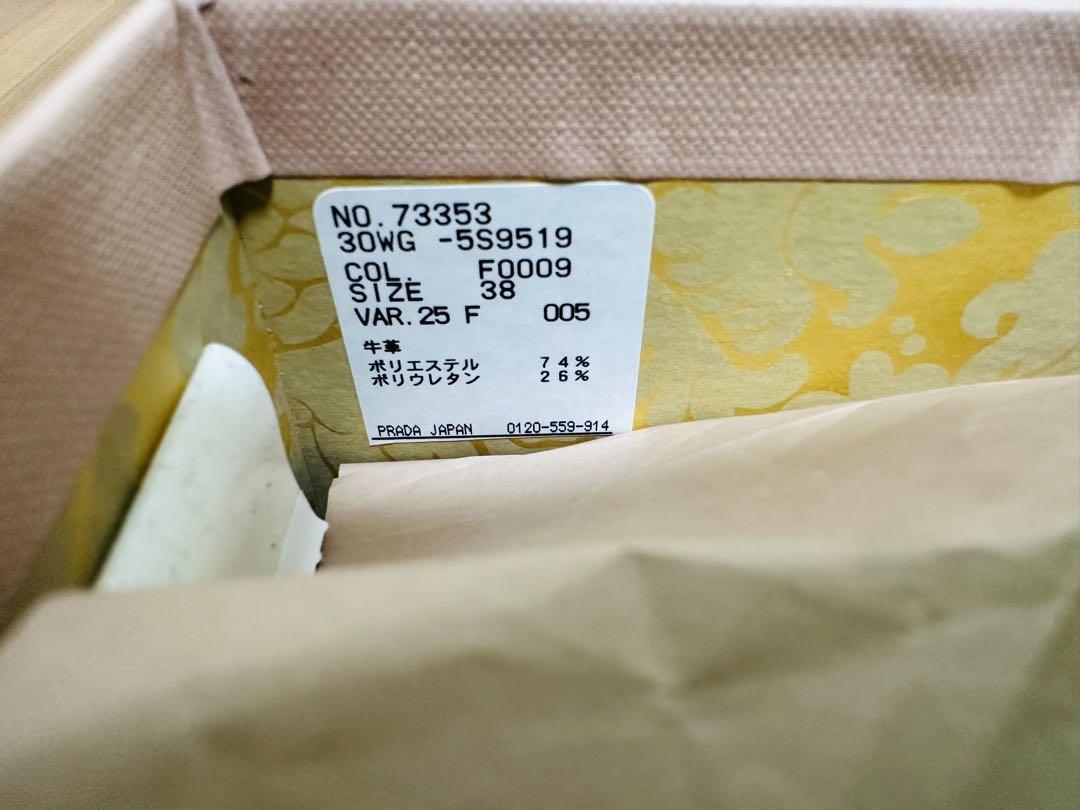 NO.73353
30WG -5S9519
COL. F0009
SIZE 38
VAR.25 F 005
牛革
ポリエステル 74%
ポリウレタン 26%
PRADA JAPAN 0120-559-914